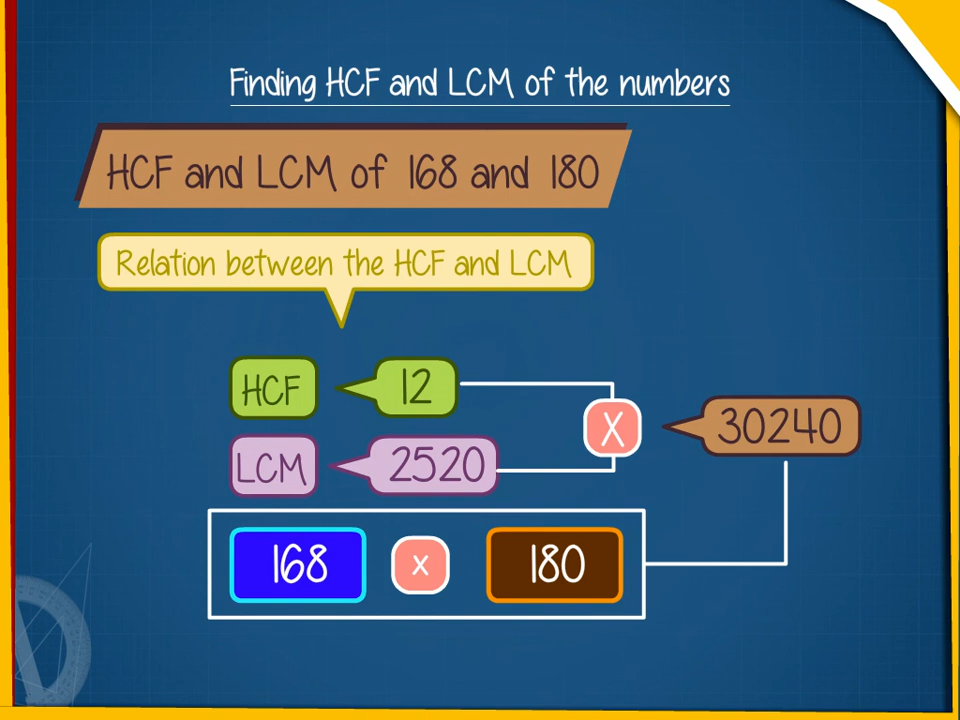 Finding HCF and LCM of the numbers
HCF and LCM of 168 and 180
Relation between the HCF and LCM
HCF 12
X 30240
LCM 2520
168 x 180